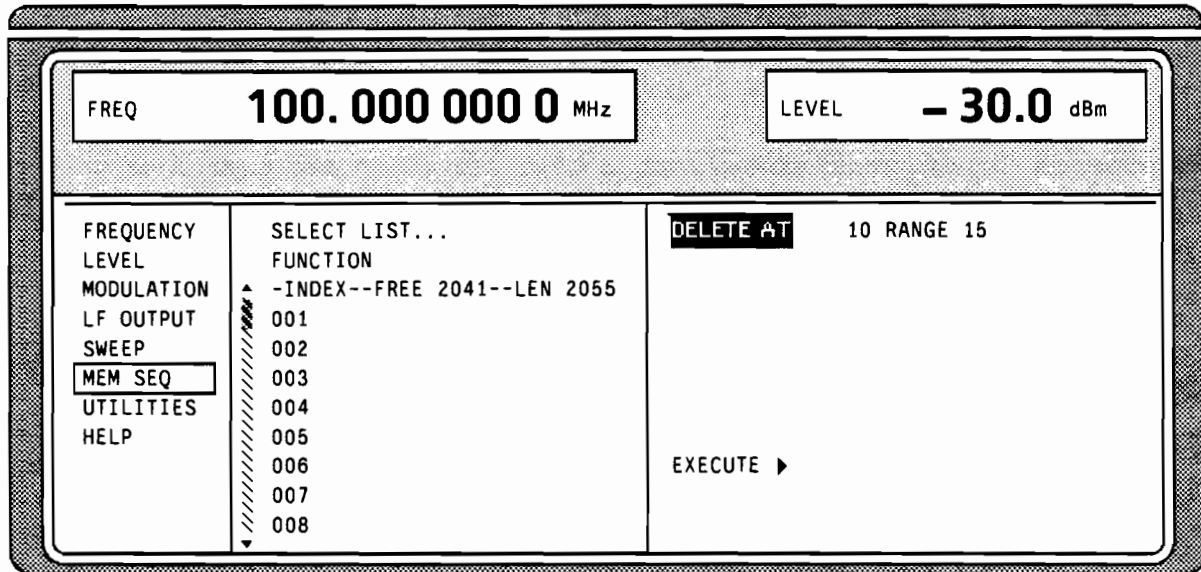 FREQ 100. 000 000 0 MHz
LEVEL - 30.0 dBm
FREQUENCY
LEVEL
MODULATION
LF OUTPUT
SWEEP
MEM SEQ
UTILITIES
HELP
SELECT LIST...
FUNCTION
-INDEX--FREE 2041--LEN 2055
001
002
003
004
005
006
007
008
DELETE AT 10 RANGE 15
EXECUTE